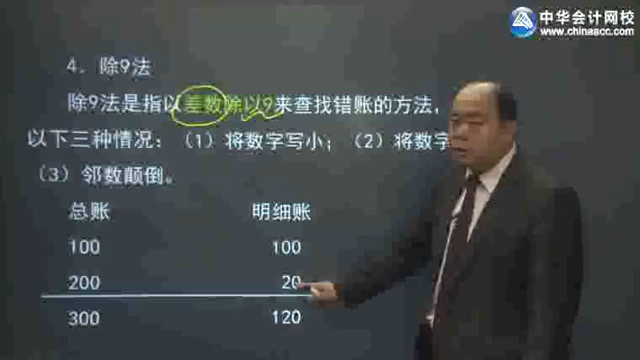 中华会计网校
www.chinaacc.com
4. 除9法
除9法是指以差数除以9来查找错账的方法，
以下三种情况：（1）将数字写小；（2）将数字
（3）邻数颠倒。
总账 明细账
100 100
200 20
300 120